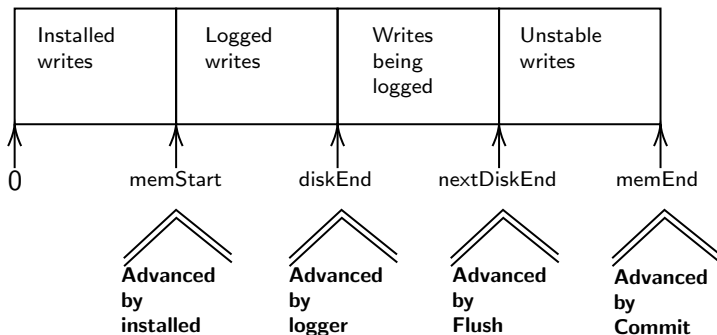 Installed writes
Logged writes
Writes being logged
Unstable writes
0
memStart
diskEnd
nextDiskEnd
memEnd
Advanced by installed
Advanced by logger
Advanced by Flush
Advanced by Commit